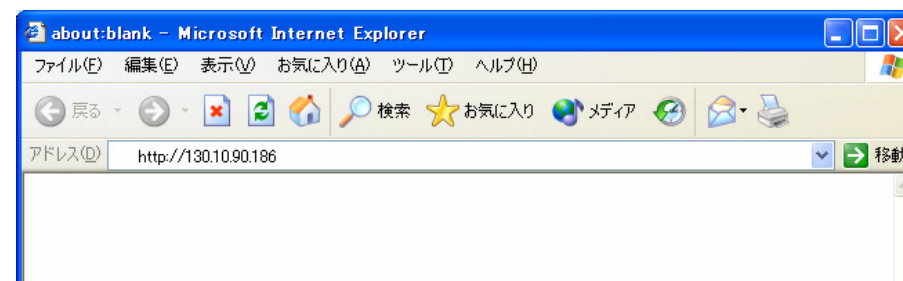 about:blank - Microsoft Internet Explorer
ファイル(F) 編集(E) 表示(V) お気に入り(A) ツール(T) ヘルプ(H)
戻る 検索 お気に入り メディア
アドレス(D) http://130.10.90.186 移動